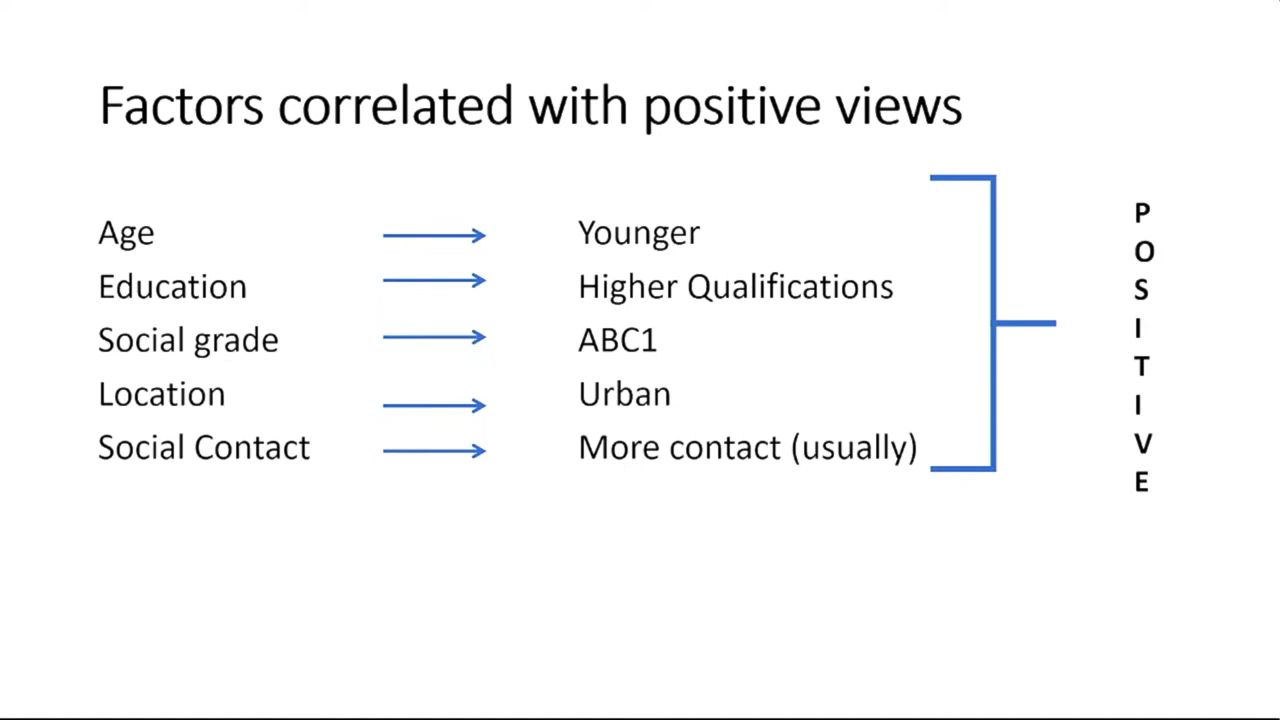 Factors correlated with positive views
Age Younger
Education Higher Qualifications
Social grade ABC1
Location Urban
Social Contact More contact (usually)
P
O
S
I
T
I
V
E